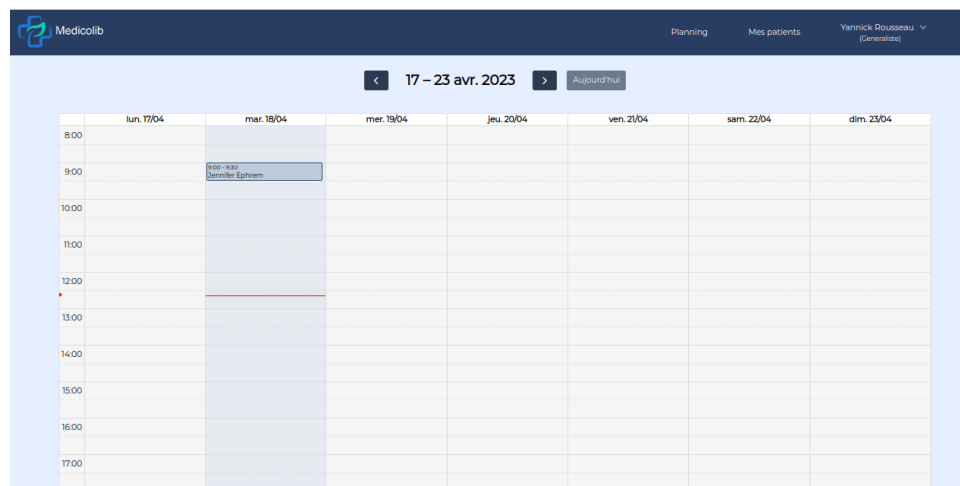 Medicolib
Planning
Mes patients
Yannick Rousseau
(Generaliste)
17 – 23 avr. 2023
Aujourd'hui
lun. 17/04
mar. 18/04
mer. 19/04
jeu. 20/04
ven. 21/04
sam. 22/04
dim. 23/04
8:00
9:00
9:00 - 9:30
Jennifer Ephrem
10:00
11:00
12:00
13:00
14:00
15:00
16:00
17:00